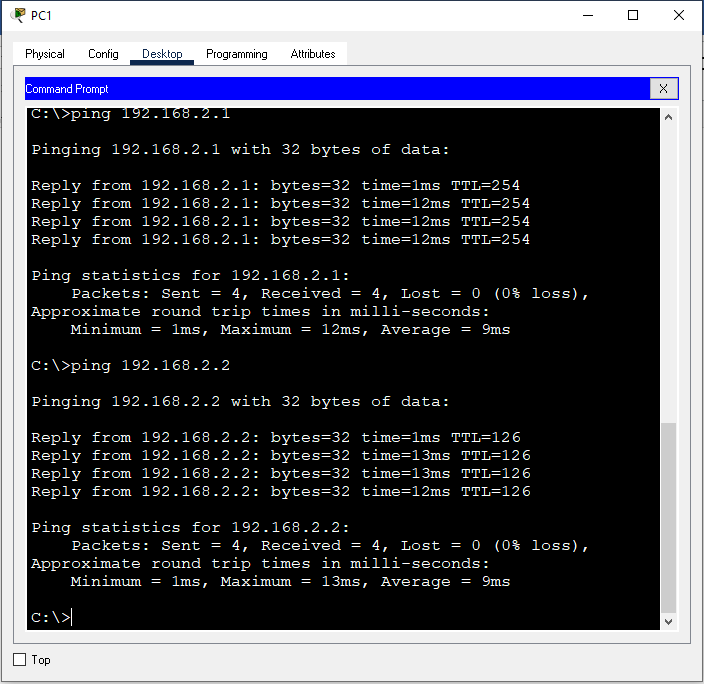 PC1
Physical Config Desktop Programming Attributes
Command Prompt
X
C:\>ping 192.168.2.1
Pinging 192.168.2.1 with 32 bytes of data:
Reply from 192.168.2.1: bytes=32 time=1ms TTL=254
Reply from 192.168.2.1: bytes=32 time=12ms TTL=254
Reply from 192.168.2.1: bytes=32 time=12ms TTL=254
Reply from 192.168.2.1: bytes=32 time=12ms TTL=254
Ping statistics for 192.168.2.1:
Packets: Sent = 4, Received = 4, Lost = 0 (0% loss),
Approximate round trip times in milli-seconds:
Minimum = 1ms, Maximum = 12ms, Average = 9ms
C:\>ping 192.168.2.2
Pinging 192.168.2.2 with 32 bytes of data:
Reply from 192.168.2.2: bytes=32 time=1ms TTL=126
Reply from 192.168.2.2: bytes=32 time=13ms TTL=126
Reply from 192.168.2.2: bytes=32 time=13ms TTL=126
Reply from 192.168.2.2: bytes=32 time=12ms TTL=126
Ping statistics for 192.168.2.2:
Packets: Sent = 4, Received = 4, Lost = 0 (0% loss),
Approximate round trip times in milli-seconds:
Minimum = 1ms, Maximum = 13ms, Average = 9ms
C:\>
Top